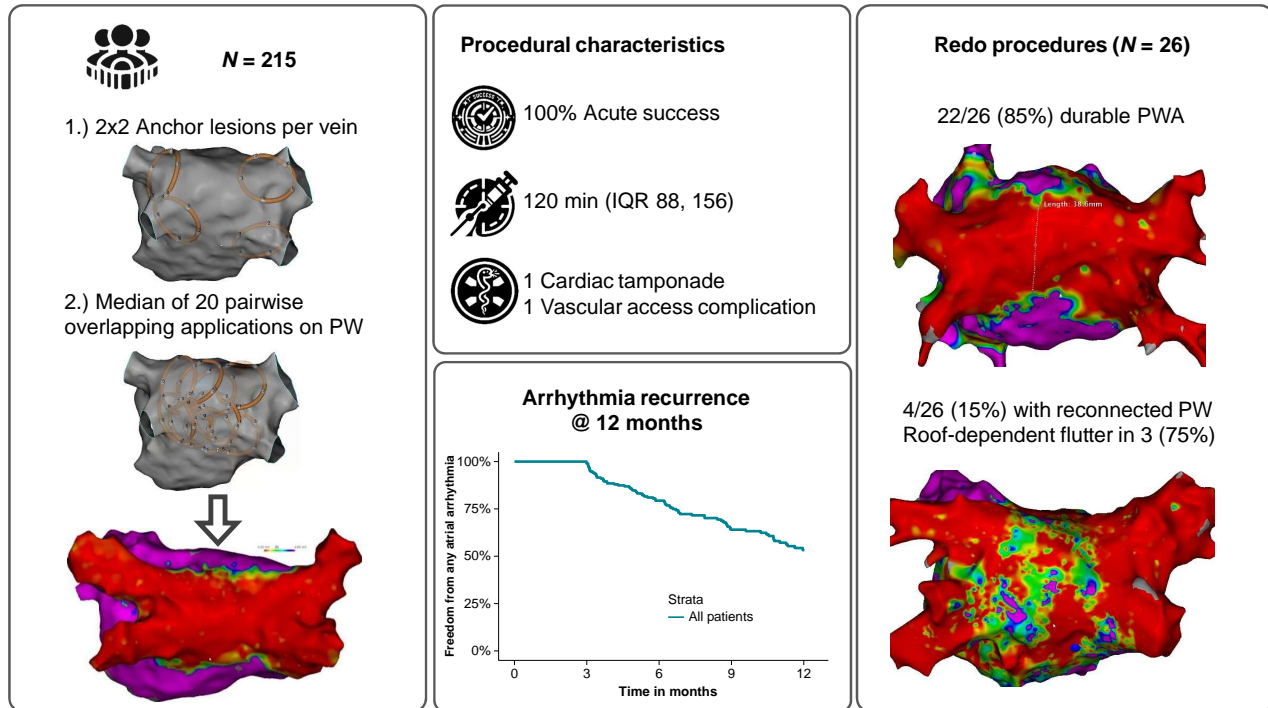 N = 215
1.) 2x2 Anchor lesions per vein
2.) Median of 20 pairwise
overlapping applications on PW
Procedural characteristics
100% Acute success
120 min (IQR 88, 156)
1 Cardiac tamponade
1 Vascular access complication
Arrhythmia recurrence
@ 12 months
Freedom from any atrial arrhythmia
100%
75%
50%
25%
0%
Strata
All patients
0 3 6 9 12
Time in months
Redo procedures (N = 26)
22/26 (85%) durable PWA
Length: 38.6mm
4/26 (15%) with reconnected PW
Roof-dependent flutter in 3 (75%)